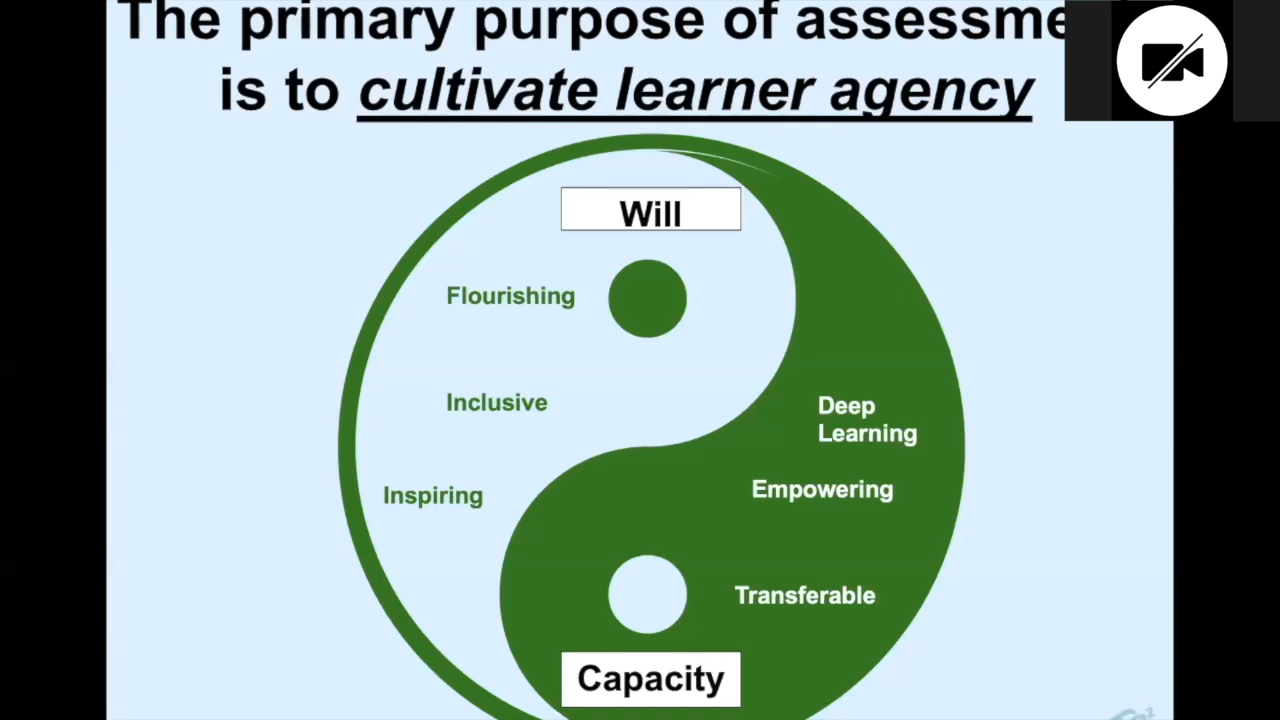 The primary purpose of assessme
is to cultivate learner agency
Will
Flourishing
Inclusive
Deep
Learning
Inspiring
Empowering
Transferable
Capacity